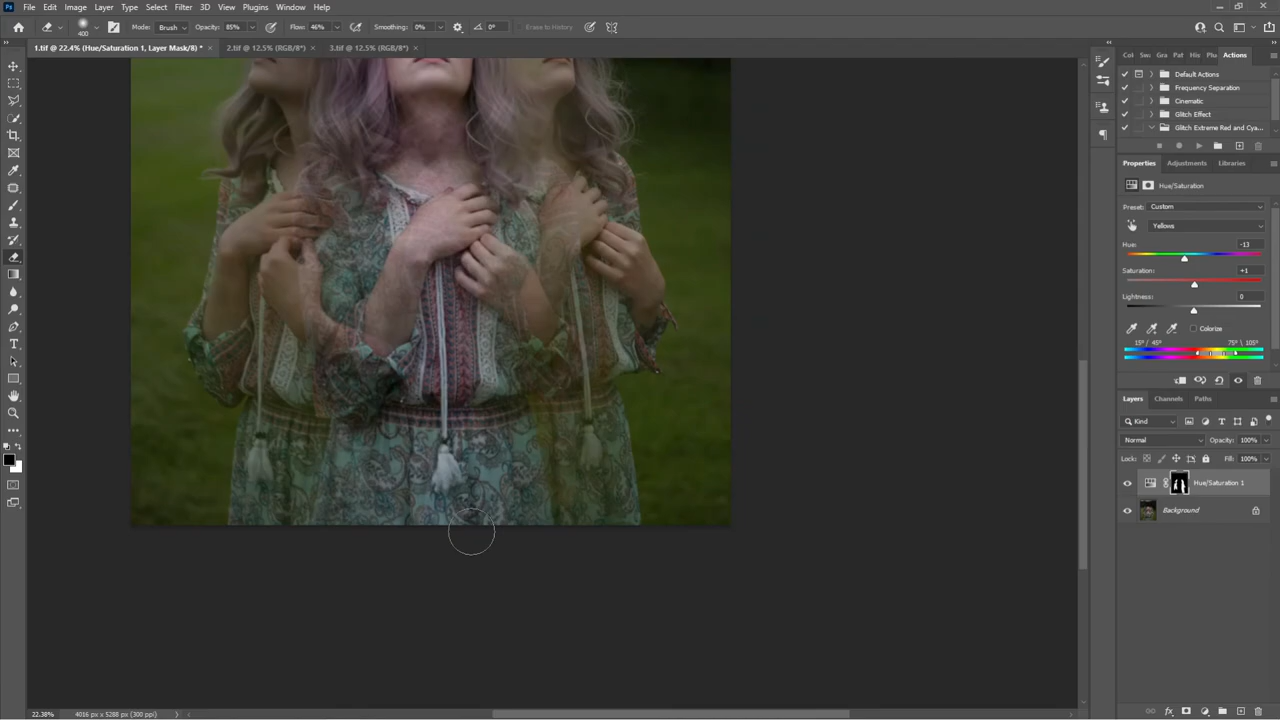 File Edit Image Layer Type Select Filter 3D View Plugins Window Help
400 Mode: Brush Opacity: 85% Flow: 46% Smoothing: 0% 0° Erase to History
1.tif @ 22.4% (Hue/Saturation 1, Layer Mask/8) * × 2.tif @ 12.5% (RGB/8*) × 3.tif @ 12.5% (RGB/8*) ×
Col Sw Gra Pat His Plu Actions
Default Actions
Frequency Separation
Cinematic
Glitch Effect
Glitch Extreme Red and Cya...
Properties Adjustments Libraries
Hue/Saturation
Preset: Custom
Yellows
Hue: -13
Saturation: +1
Lightness: 0
Colorize
15° / 45° 75° \ 105°
Layers Channels Paths
Kind
Normal Opacity: 100%
Lock: Fill: 100%
Hue/Saturation 1
Background
22.38% 4016 px x 5288 px (300 ppi)